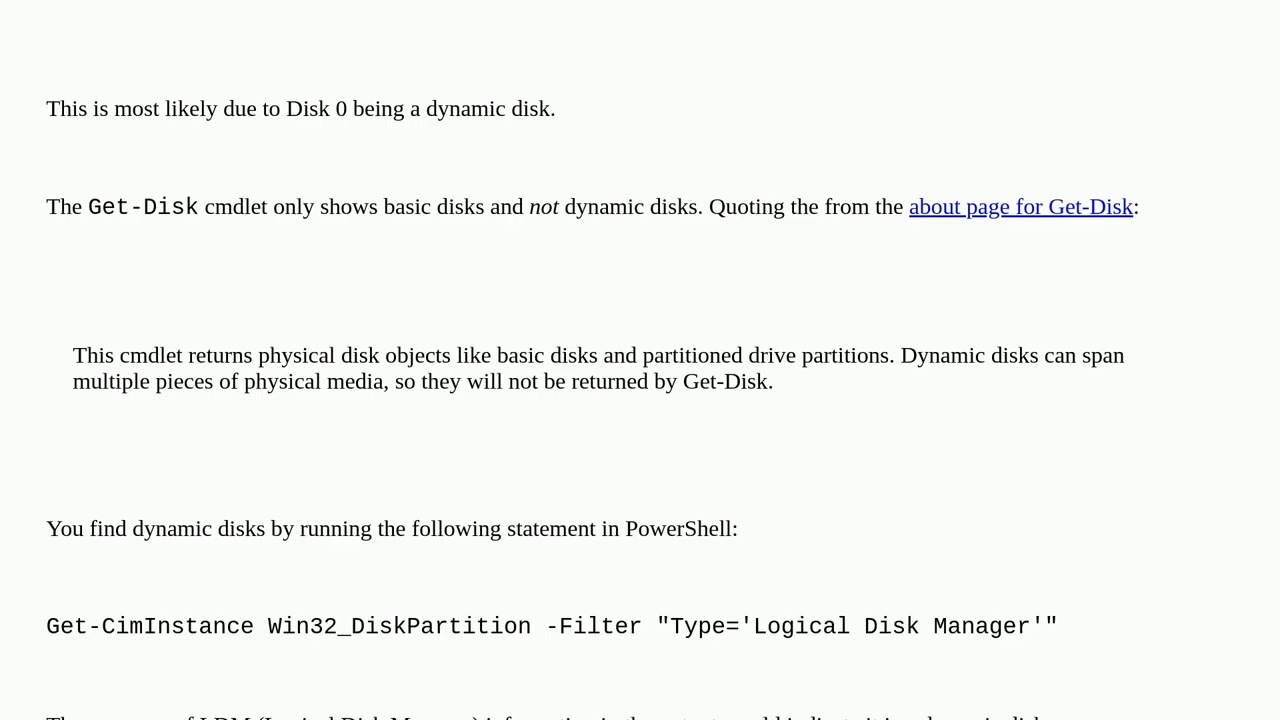 This is most likely due to Disk 0 being a dynamic disk.
The Get-Disk cmdlet only shows basic disks and not dynamic disks. Quoting the from the about page for Get-Disk:
This cmdlet returns physical disk objects like basic disks and partitioned drive partitions. Dynamic disks can span
multiple pieces of physical media, so they will not be returned by Get-Disk.
You find dynamic disks by running the following statement in PowerShell:
Get-CimInstance Win32_DiskPartition -Filter "Type='Logical Disk Manager'"